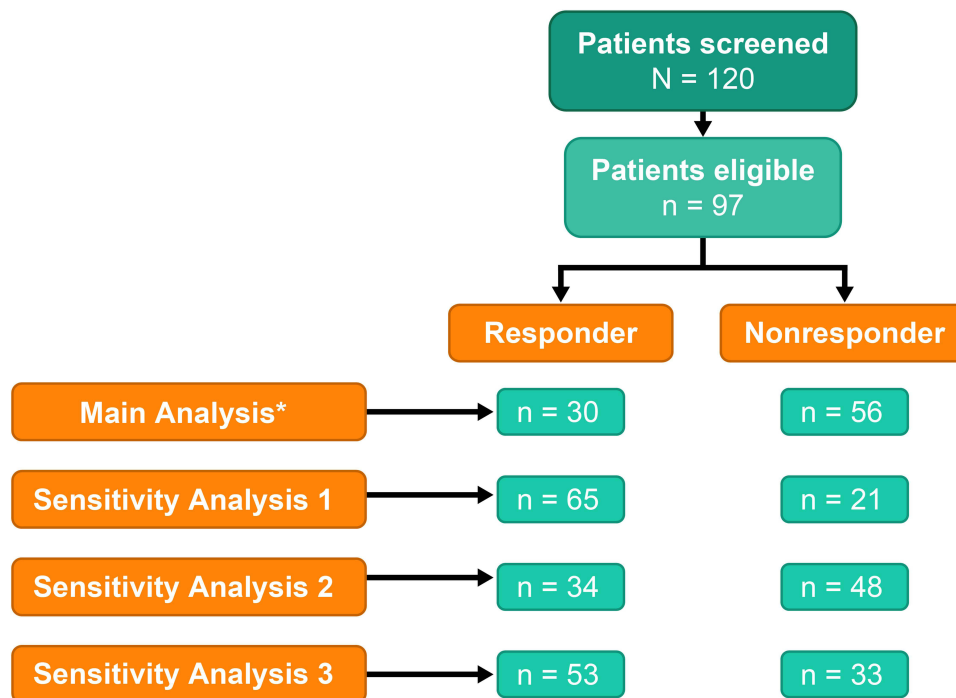 Patients screened
N = 120
Patients eligible
n = 97
Responder
Nonresponder
Main Analysis*
n = 30
n = 56
Sensitivity Analysis 1
n = 65
n = 21
Sensitivity Analysis 2
n = 34
n = 48
Sensitivity Analysis 3
n = 53
n = 33